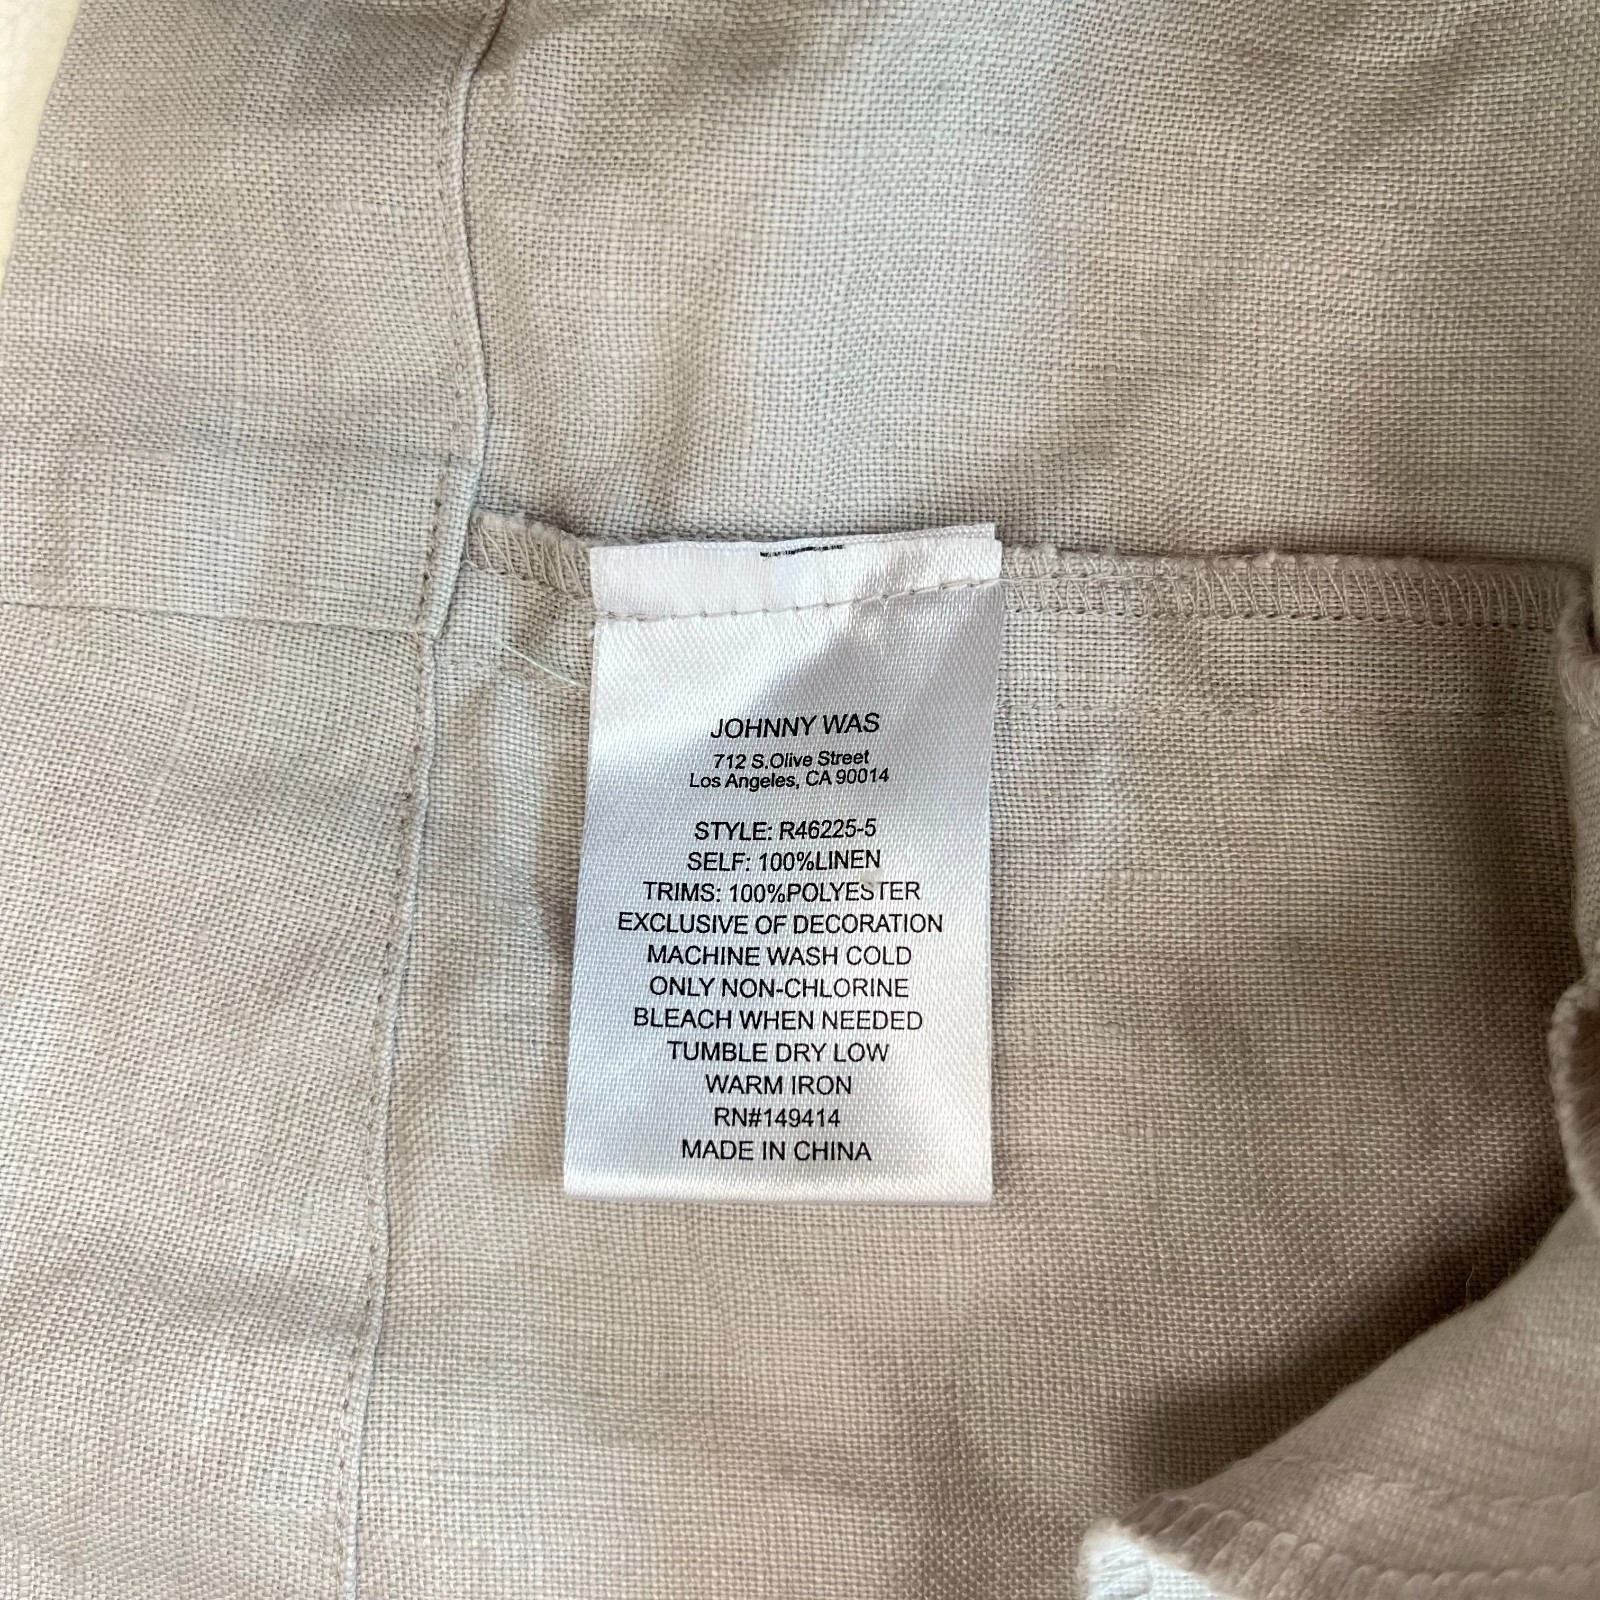 JOHNNY WAS
712 S.Olive Street
Los Angeles, CA 90014
STYLE: R46225-5
SELF: 100%LINEN
TRIMS: 100%POLYESTER
EXCLUSIVE OF DECORATION
MACHINE WASH COLD
ONLY NON-CHLORINE
BLEACH WHEN NEEDED
TUMBLE DRY LOW
WARM IRON
RN#149414
MADE IN CHINA